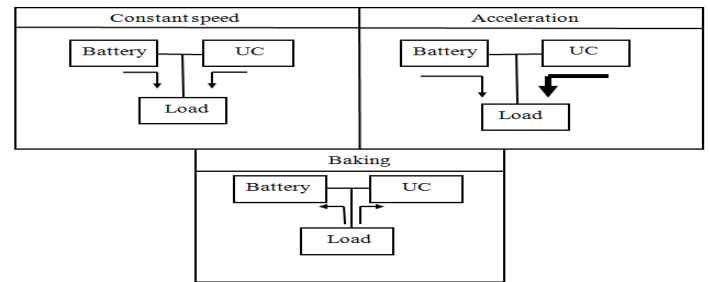 Constant speed
Acceleration
Battery UC
Load
Battery UC
Load
Baking
Battery UC
Load